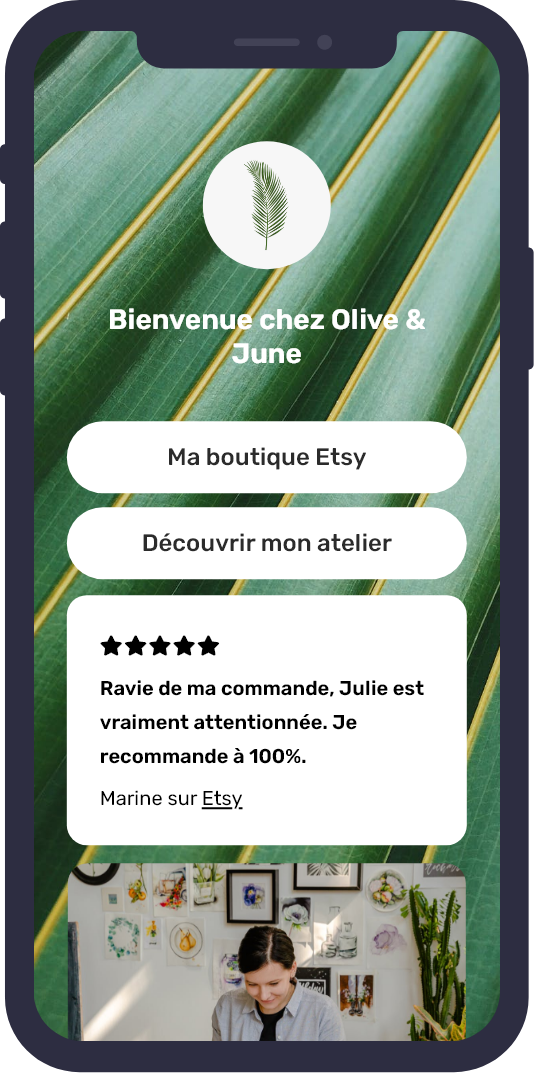 Bienvenue chez Olive &
June
Ma boutique Etsy
Découvrir mon atelier
Ravie de ma commande, Julie est
vraiment attentionnée. Je
recommande à 100%.
Marine sur Etsy